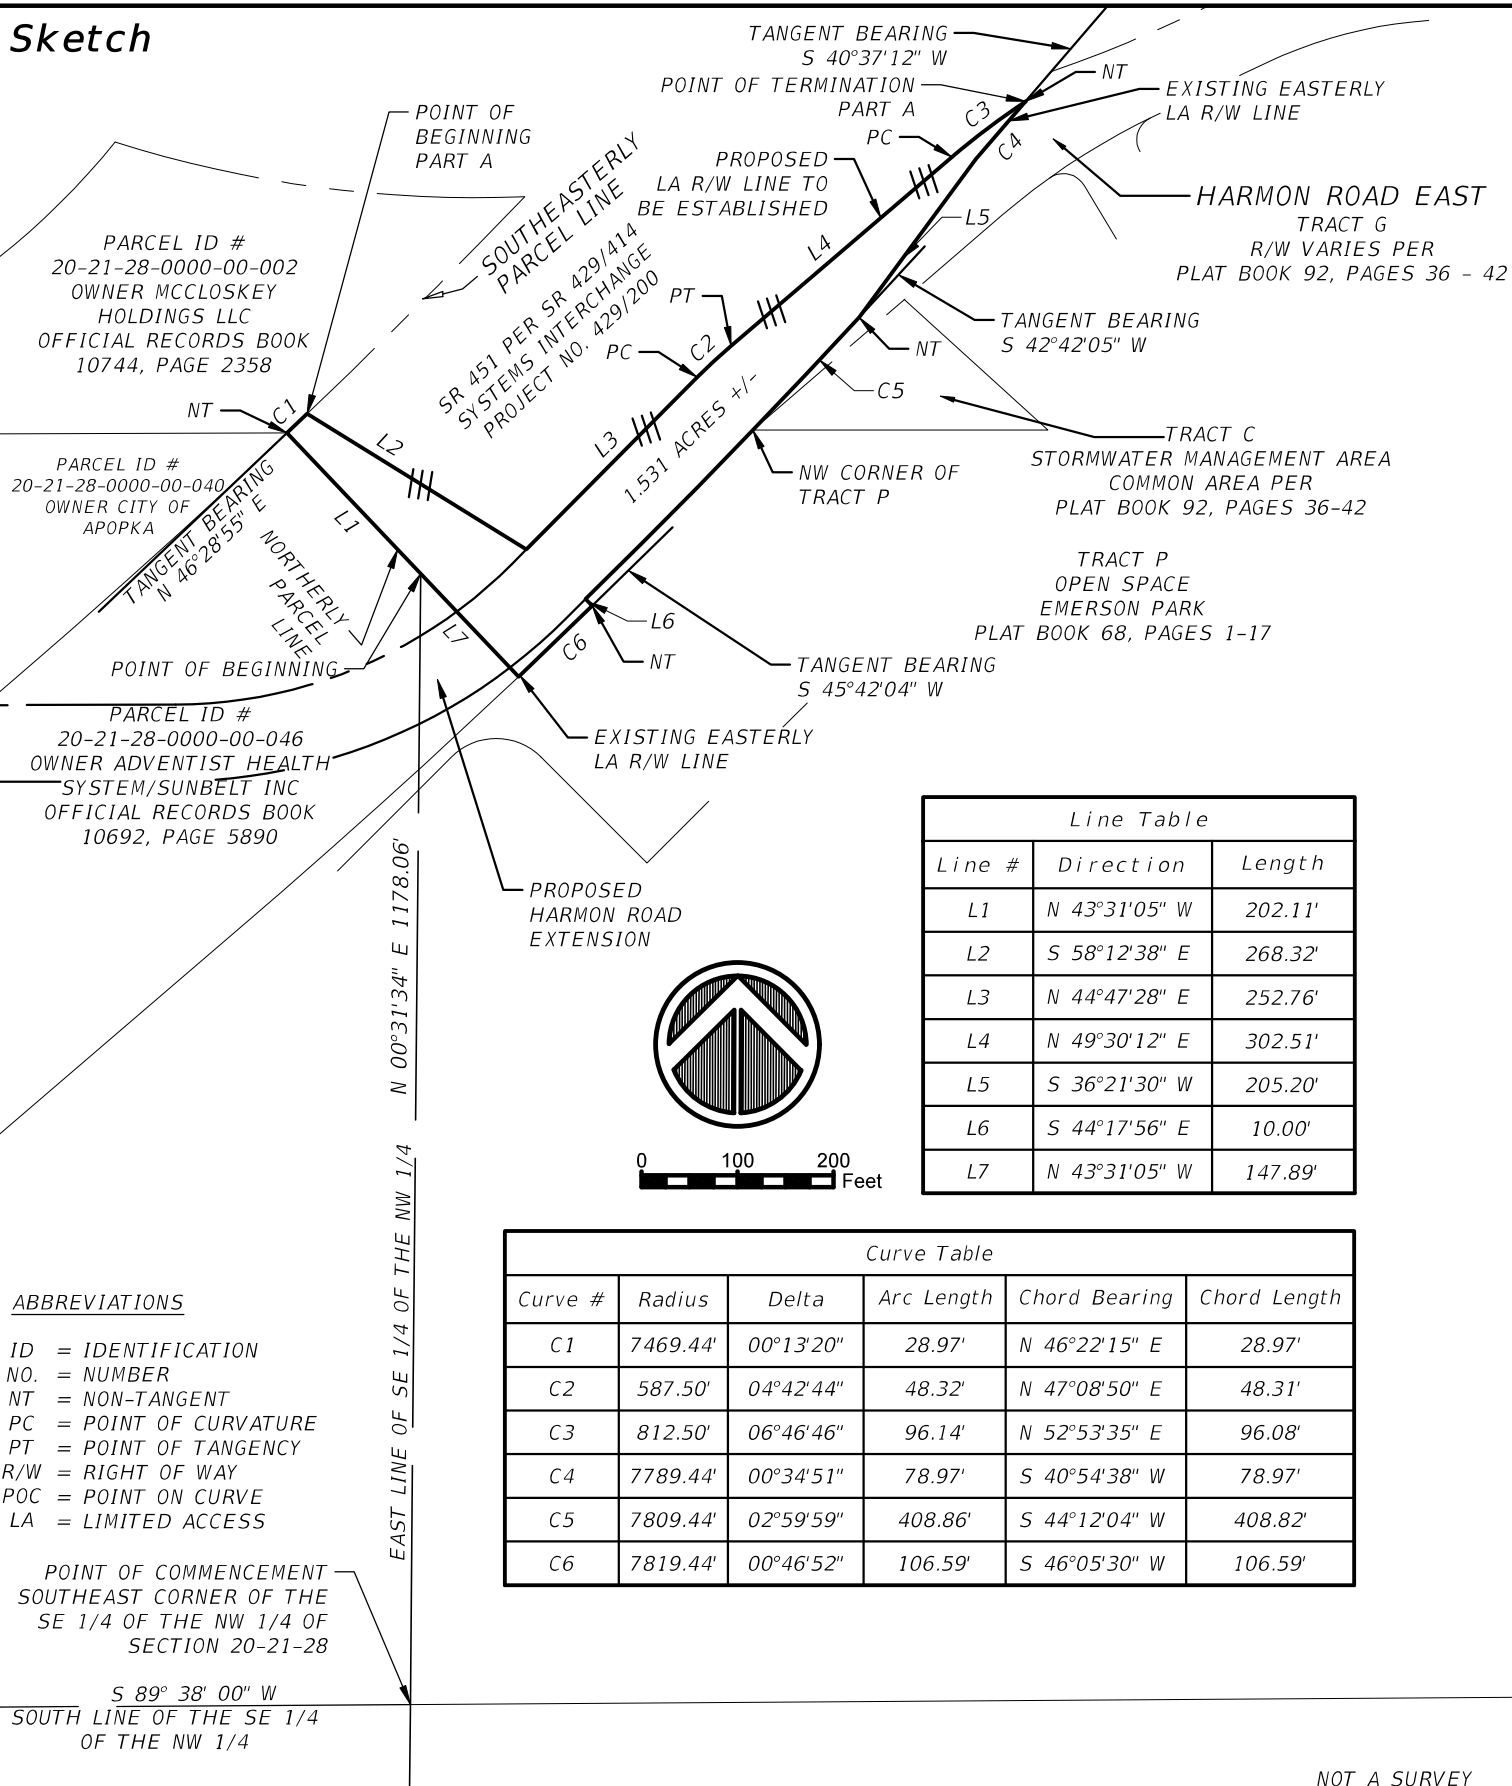 Sketch
TANGENT BEARING
S 40°37'12" W
POINT OF TERMINATION
PART A
NT
EXISTING EASTERLY
LA R/W LINE
C3
C4
PC
POINT OF
BEGINNING
PART A
SOUTHEASTERLY
PARCEL LINE
PROPOSED
LA R/W LINE TO
BE ESTABLISHED
HARMON ROAD EAST
TRACT G
R/W VARIES PER
PLAT BOOK 92, PAGES 36 - 42
L5
L4
PARCEL ID #
20-21-28-0000-00-002
OWNER MCCLOSKEY
HOLDINGS LLC
OFFICIAL RECORDS BOOK
10744, PAGE 2358
SR 451 PER SR 429/414
SYSTEMS INTERCHANGE
PROJECT NO. 429/200
PT
C2
PC
TANGENT BEARING
S 42°42'05" W
NT
C5
NT
C1
L2
L3
1.531 ACRES +/-
TRACT C
STORMWATER MANAGEMENT AREA
COMMON AREA PER
PLAT BOOK 92, PAGES 36-42
NW CORNER OF
TRACT P
PARCEL ID #
20-21-28-0000-00-040
OWNER CITY OF
APOPKA
TANGENT BEARING
N 46°28'55" E
L1
NORTHERLY
PARCEL
LINE
TRACT P
OPEN SPACE
EMERSON PARK
PLAT BOOK 68, PAGES 1-17
L6
L7
C6
NT
POINT OF BEGINNING
TANGENT BEARING
S 45°42'04" W
PARCEL ID #
20-21-28-0000-00-046
OWNER ADVENTIST HEALTH
SYSTEM/SUNBELT INC
OFFICIAL RECORDS BOOK
10692, PAGE 5890
EXISTING EASTERLY
LA R/W LINE
PROPOSED
HARMON ROAD
EXTENSION
N 00°31'34" E 1178.06'
EAST LINE OF SE 1/4 OF THE NW 1/4
0 100 200
Feet
Line Table
Line # Direction Length
L1 N 43°31'05" W 202.11'
L2 S 58°12'38" E 268.32'
L3 N 44°47'28" E 252.76'
L4 N 49°30'12" E 302.51'
L5 S 36°21'30" W 205.20'
L6 S 44°17'56" E 10.00'
L7 N 43°31'05" W 147.89'
Curve Table
Curve # Radius Delta Arc Length Chord Bearing Chord Length
C1 7469.44' 00°13'20" 28.97' N 46°22'15" E 28.97'
C2 587.50' 04°42'44" 48.32' N 47°08'50" E 48.31'
C3 812.50' 06°46'46" 96.14' N 52°53'35" E 96.08'
C4 7789.44' 00°34'51" 78.97' S 40°54'38" W 78.97'
C5 7809.44' 02°59'59" 408.86' S 44°12'04" W 408.82'
C6 7819.44' 00°46'52" 106.59' S 46°05'30" W 106.59'
ABBREVIATIONS
ID = IDENTIFICATION
NO. = NUMBER
NT = NON-TANGENT
PC = POINT OF CURVATURE
PT = POINT OF TANGENCY
R/W = RIGHT OF WAY
POC = POINT ON CURVE
LA = LIMITED ACCESS
POINT OF COMMENCEMENT
SOUTHEAST CORNER OF THE
SE 1/4 OF THE NW 1/4 OF
SECTION 20-21-28
S 89° 38' 00" W
SOUTH LINE OF THE SE 1/4
OF THE NW 1/4
NOT A SURVEY